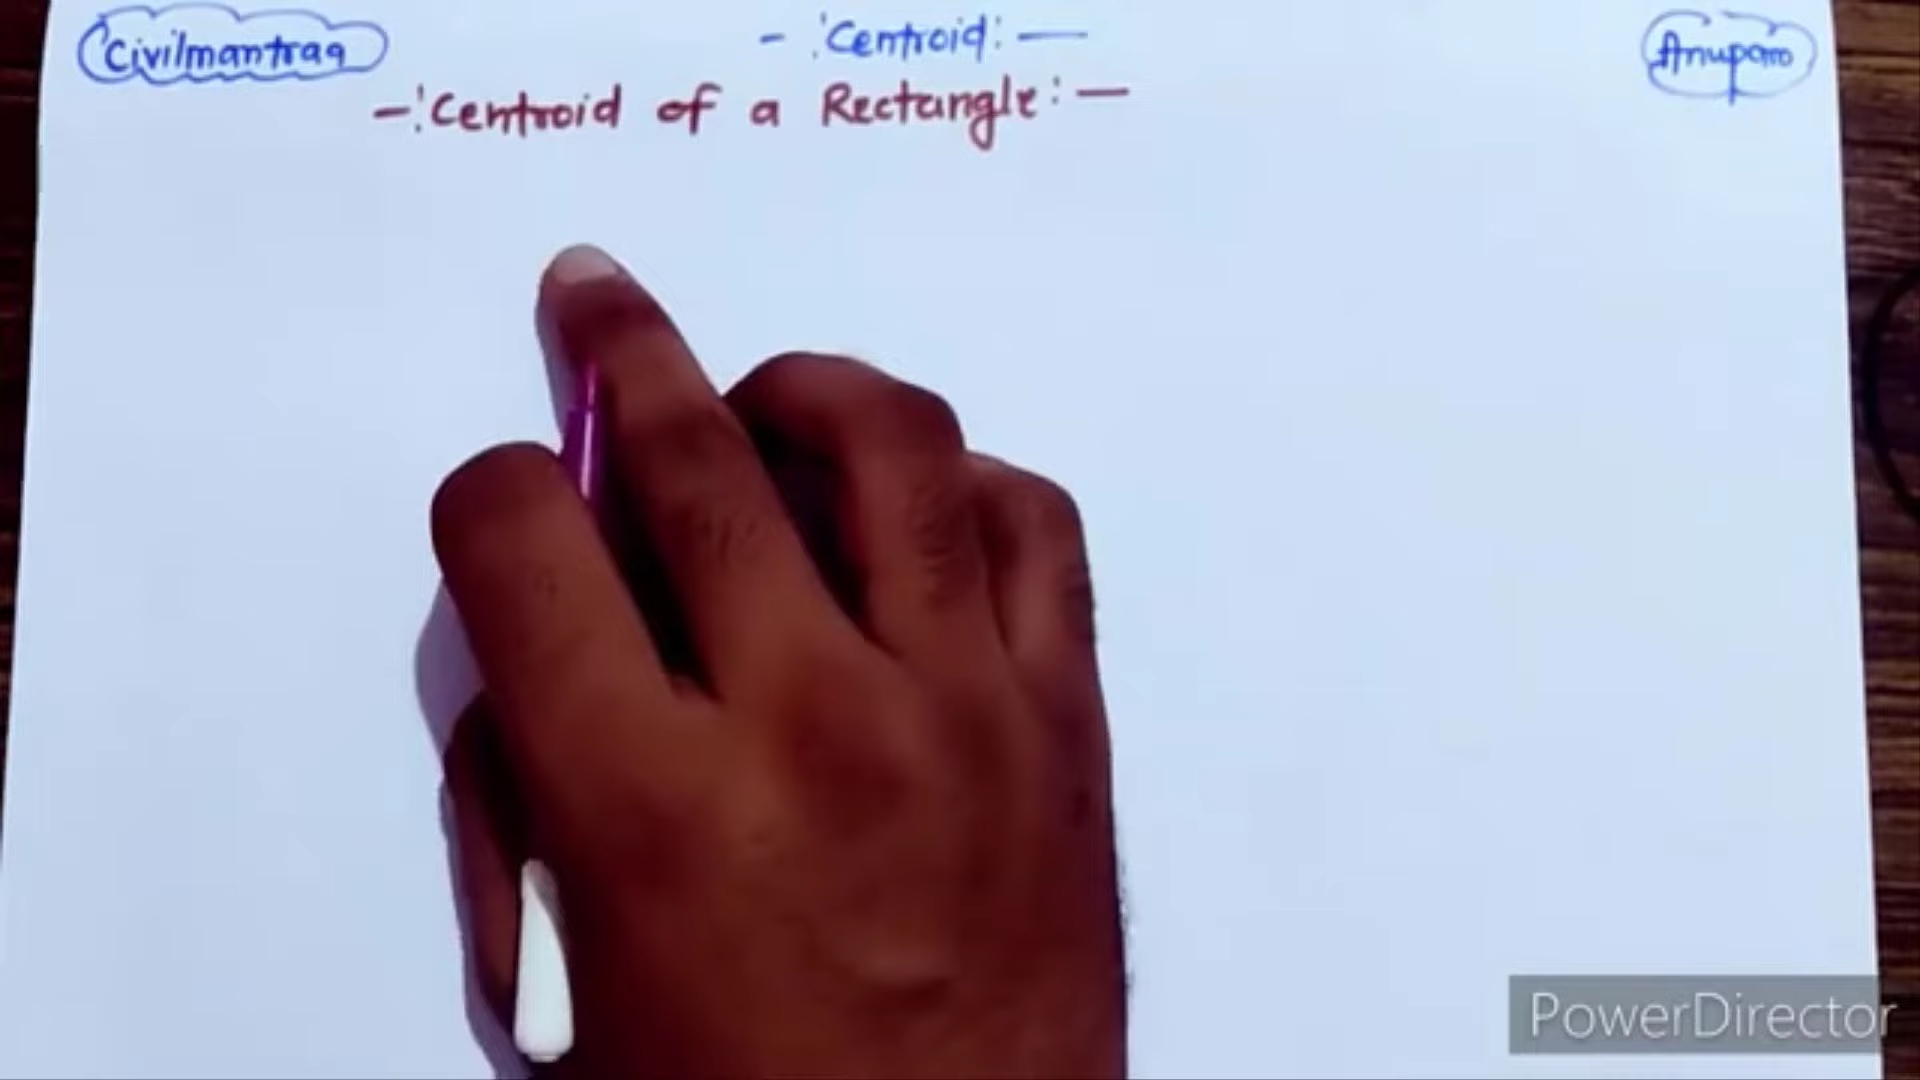 Civilmantraa
-:Centroid:—
Anupam
-:Centroid of a Rectangle:—
PowerDirector